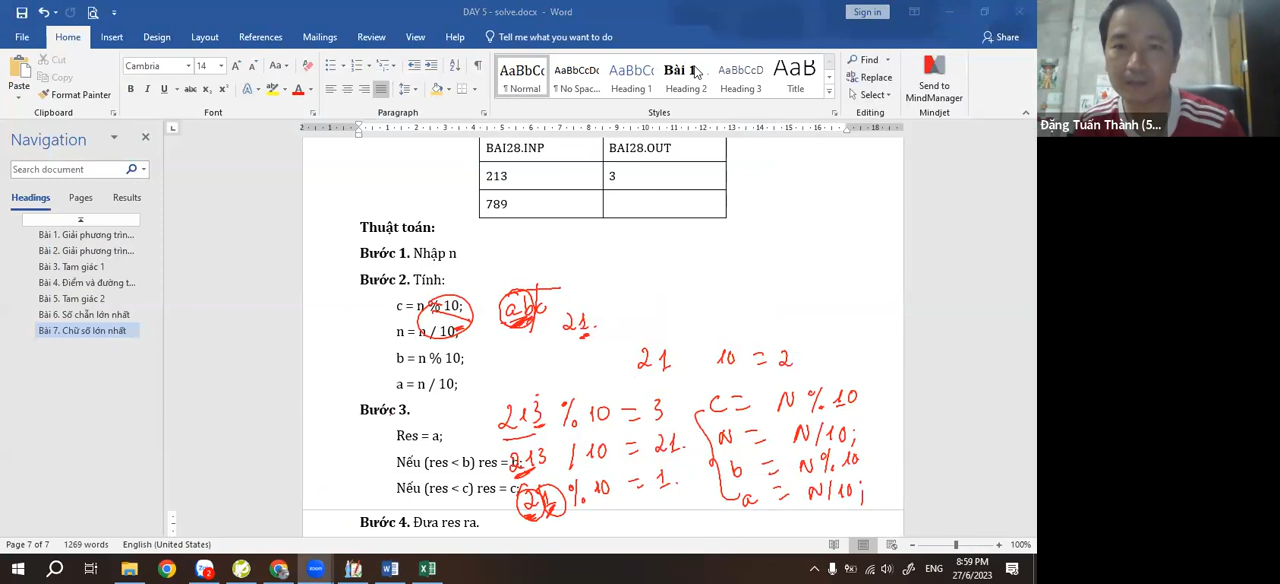 DAY 5 - solve.docx - Word
Sign in
File Home Insert Design Layout References Mailings Review View Help Tell me what you want to do
Share
Paste
Cut
Copy
Format Painter
Clipboard
Cambria 14
Font
Paragraph
AaBbCc AaBbCcDc AaBbCc Bài 1 AaBbCcD AaB
¶ Normal ¶ No Spac... Heading 1 Heading 2 Heading 3 Title
Styles
Find
Replace
Select
Editing
Send to
MindManager
Mindjet
Đặng Tuấn Thành (5...
Navigation
Search document
Headings Pages Results
Bài 1. Giải phương trìn...
Bài 2. Giải phương trìn...
Bài 3. Tam giác 1
Bài 4. Điểm và đường t...
Bài 5. Tam giác 2
Bài 6. Số chẵn lớn nhất
Bài 7. Chữ số lớn nhất
BAI28.INP BAI28.OUT
213 3
789
Thuật toán:
Bước 1. Nhập n
Bước 2. Tính:
c = n % 10; abc
n = n / 10; 21.
b = n % 10; 21 10 = 2
a = n / 10;
Bước 3.
213 % 10 = 3 c = N % 10
Res = a;
213 / 10 = 21. N = N/10;
Nếu (res < b) res = b; b = N % 10
Nếu (res < c) res = c; 21 % 10 = 1. a = N/10;
Bước 4. Đưa res ra.
Page 7 of 7 1269 words English (United States) 100%
ENG 8:59 PM
27/6/2023